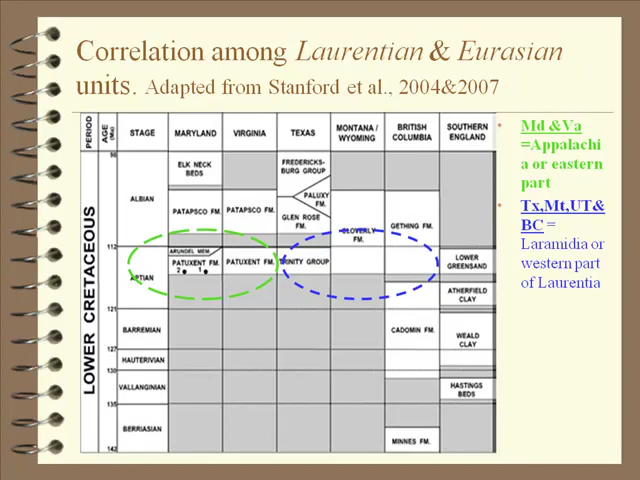 Correlation among Laurentian & Eurasian
units. Adapted from Stanford et al., 2004&2007
PERIOD
AGE (Ma)
STAGE
MARYLAND
VIRGINIA
TEXAS
MONTANA / WYOMING
BRITISH COLUMBIA
SOUTHERN ENGLAND
LOWER CRETACEOUS
ALBIAN
ELK NECK BEDS
FREDERICKS-
BURG GROUP
PALUXY FM.
PATAPSCO FM.
PATAPSCO FM.
GLEN ROSE FM.
CLOVERLY FM.
GETHING FM.
112
APTIAN
ARUNDEL MEM.
PATUXENT FM.
2 1
PATUXENT FM.
TRINITY GROUP
LOWER GREENSAND
ATHERFIELD CLAY
121
BARREMIAN
CADOMIN FM.
WEALD CLAY
127
HAUTERIVIAN
130
VALLANGINIAN
HASTINGS BEDS
135
BERRIASIAN
MINNES FM.
142
• Md &Va
=Appalachi
a or eastern
part
• Tx,Mt,UT&
BC =
Laramidia or
western part
of Laurentia